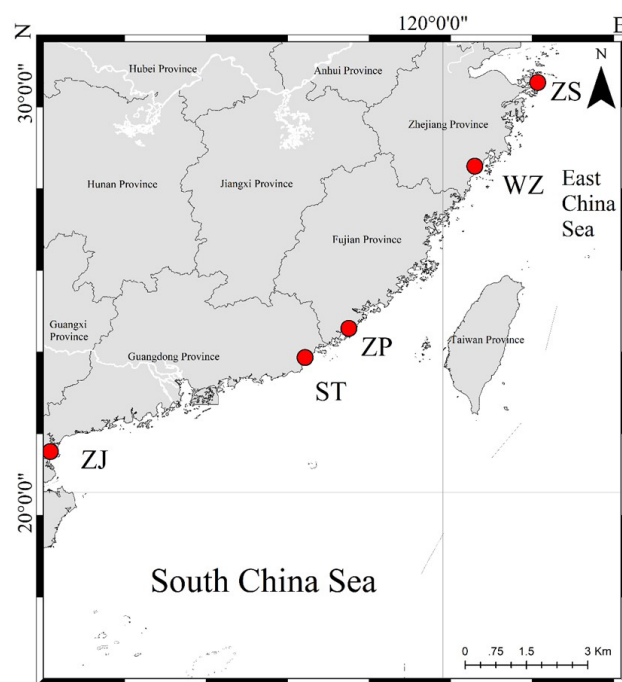 120°0'0"
E
N
30°0'0"
20°0'0"
N
Hubei Province
Anhui Province
ZS
Zhejiang Province
WZ
East
China
Sea
Hunan Province
Jiangxi Province
Fujian Province
Guangxi
Province
Guangdong Province
ZP
Taiwan Province
ST
ZJ
South China Sea
0 .75 1.5 3 Km